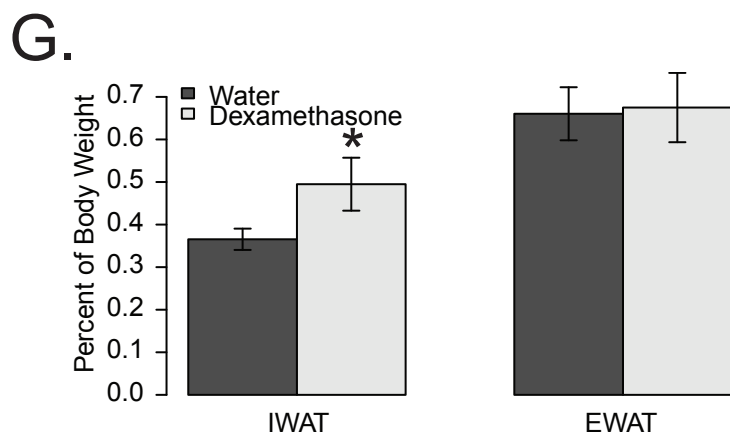 G.
Percent of Body Weight
0.7
0.6
0.5
0.4
0.3
0.2
0.1
0.0
Water
Dexamethasone
*
IWAT
EWAT